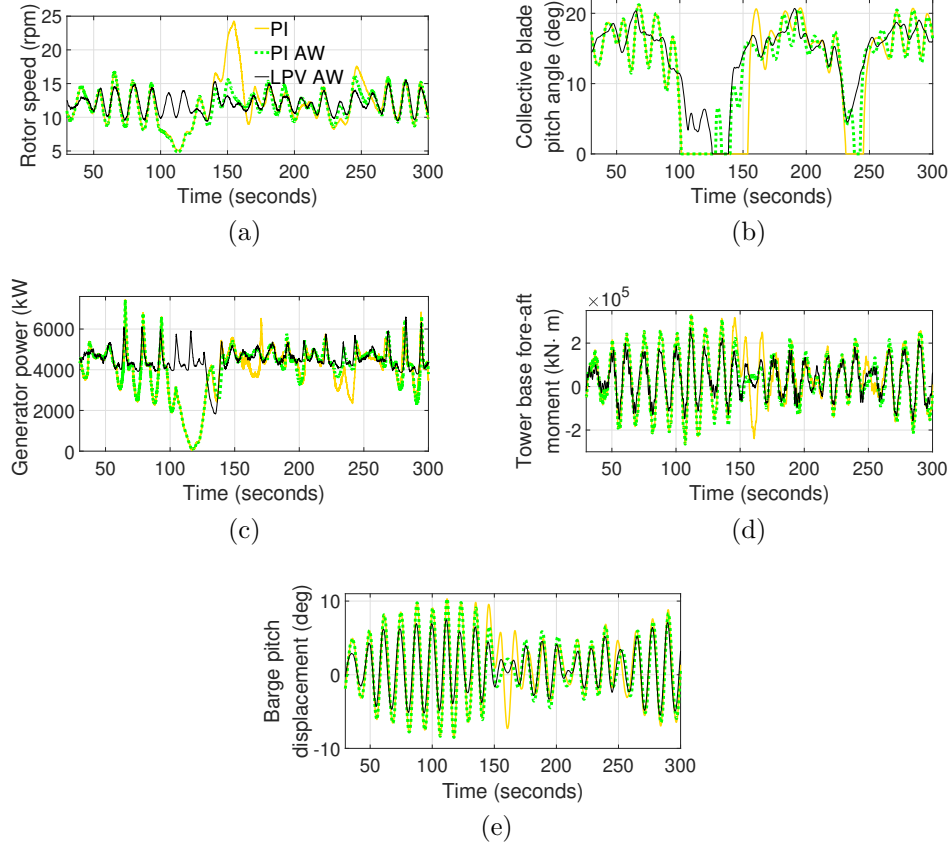 Rotor speed (rpm)
25
20
15
10
5
PI
PI AW
LPV AW
50 100 150 200 250 300
Time (seconds)
(a)
Collective blade
pitch angle (deg)
20
10
0
50 100 150 200 250 300
Time (seconds)
(b)
Generator power (kW
6000
4000
2000
0
50 100 150 200 250 300
Time (seconds)
(c)
Tower base fore-aft
moment (kN· m)
×10⁵
2
0
-2
50 100 150 200 250 300
Time (seconds)
(d)
Barge pitch
displacement (deg)
10
0
-10
50 100 150 200 250 300
Time (seconds)
(e)